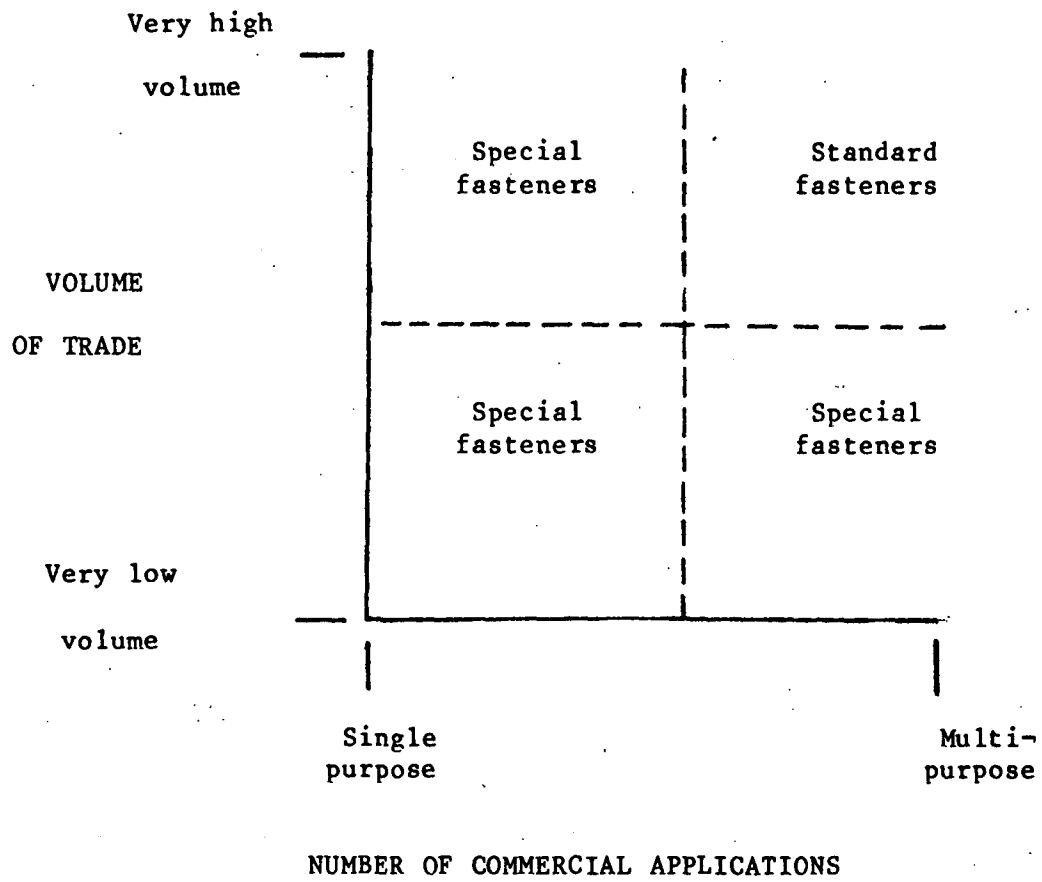 Very high
volume
Special
fasteners
Standard
fasteners
VOLUME
OF TRADE
Special
fasteners
Special
fasteners
Very low
volume
Single
purpose
Multi¬
purpose
NUMBER OF COMMERCIAL APPLICATIONS